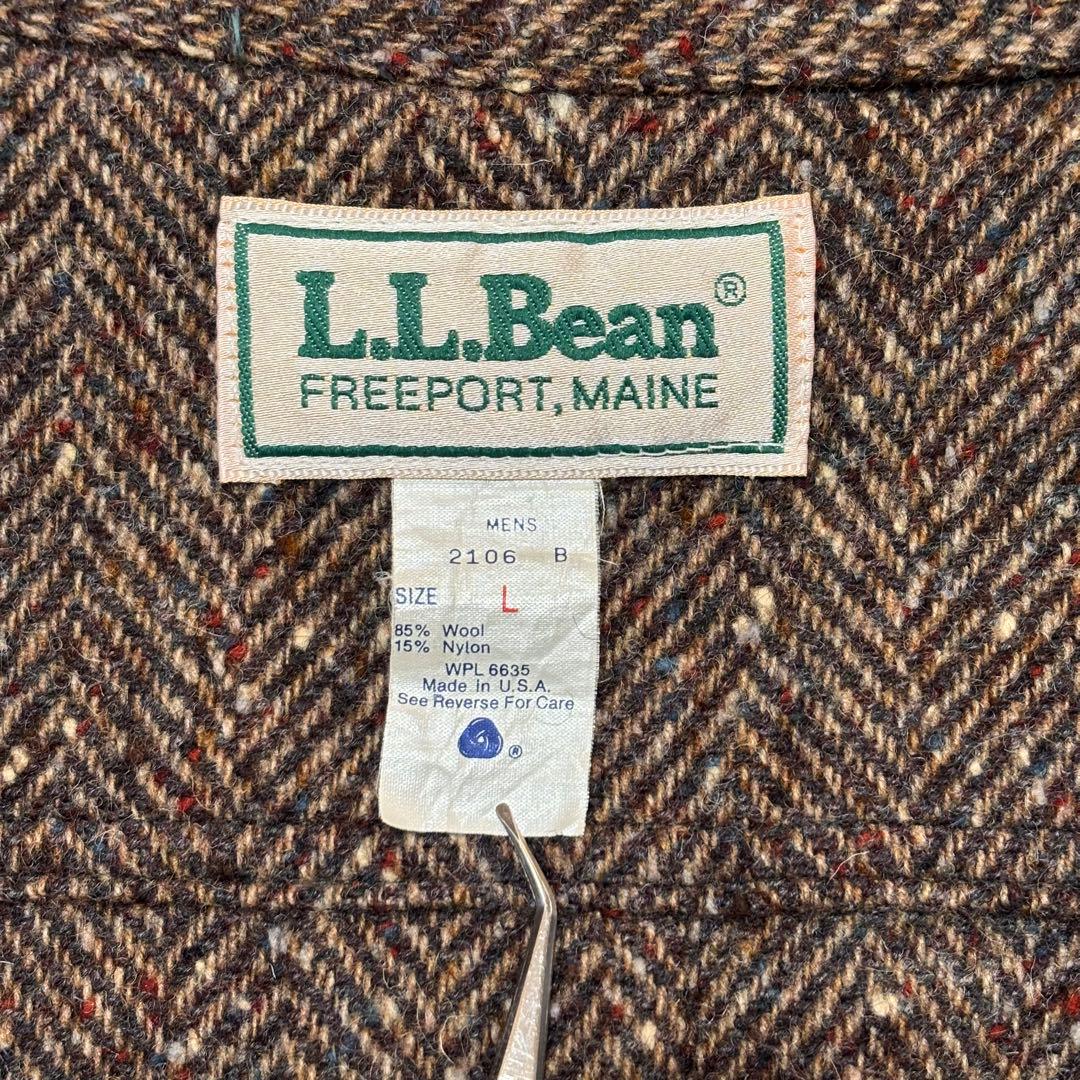 L.L.Bean®
FREEPORT, MAINE
MENS
2106 B
SIZE L
85% Wool
15% Nylon
WPL 6635
Made in U.S.A.
See Reverse For Care
®